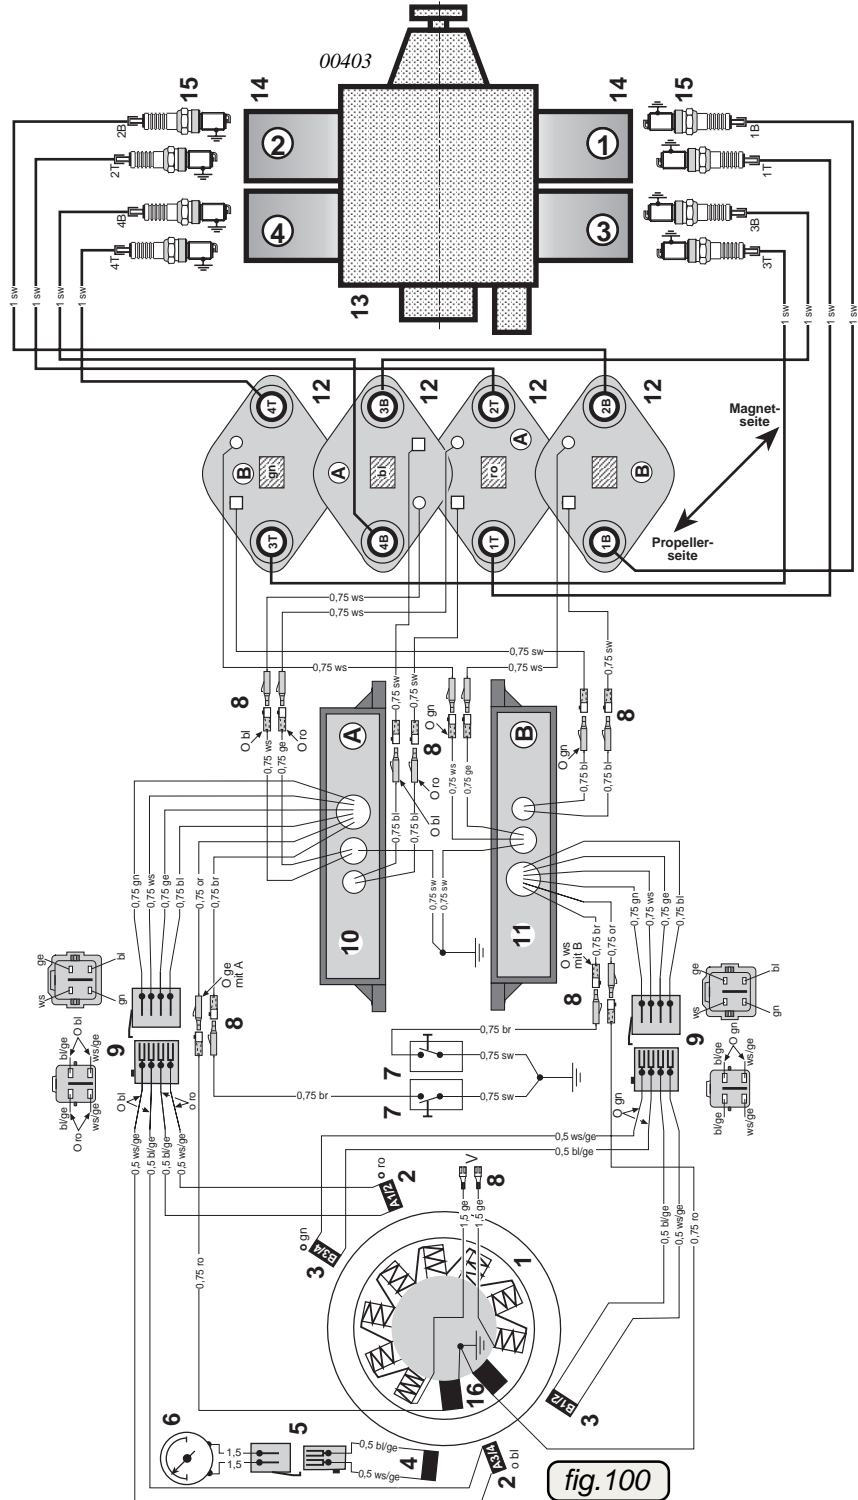 00403
15
14
14
15
2B
2T
4B
4T
2
4
1
3
1B
1T
3B
3T
13
1 sw
1 sw
1 sw
1 sw
1 sw
1 sw
1 sw
1 sw
12
12
12
12
4T
3B
2T
2B
B
gn
A
bl
A
ro
B
3T
4B
1T
1B
Magnet-
seite
Propeller-
seite
0,75 ws
0,75 ws
0,75 sw
0,75 ws
0,75 ws
0,75 sw
0,75 sw
0,75 sw
8
8
8
O bl
O ro
O gn
O gn
0,75 ws
0,75 ge
A
B
0,75 ws
0,75 ge
0,75 bl
0,75 bl
O ro
O bl
0,75 bl
0,75 bl
0,75 gn
0,75 ws
0,75 ge
0,75 bl
0,75 or
0,75 br
10
11
0,75 sw
0,75 sw
0,75 gn
0,75 ws
0,75 ge
0,75 bl
0,75 br
0,75 or
O ws
mit B
O ge
mit A
8
8
ge
bl
ws
gn
ge
bl
ws
gn
9
9
bl/ge
O bl
ws/ge
bl/ge
O ro
ws/ge
O bl
o ro
0,5 ws/ge
0,5 bl/ge
0,5 bl/ge
0,5 ws/ge
0,75 br
0,75 sw
7
7
0,75 br
0,75 sw
O gn
bl/ge
O gn
ws/ge
bl/ge
ws/ge
0,5 ws/ge
0,5 bl/ge
V
8
o ro
2
A1/2
o gn
B3/4
3
1,5 ge
1,5 ge
1
0,5 bl/ge
0,5 ws/ge
0,75 ro
0,75 ro
16
B1/2
3
6
1,5
1,5
5
0,5 bl/ge
0,5 ws/ge
4
A3/4
2
o bl
fig.100